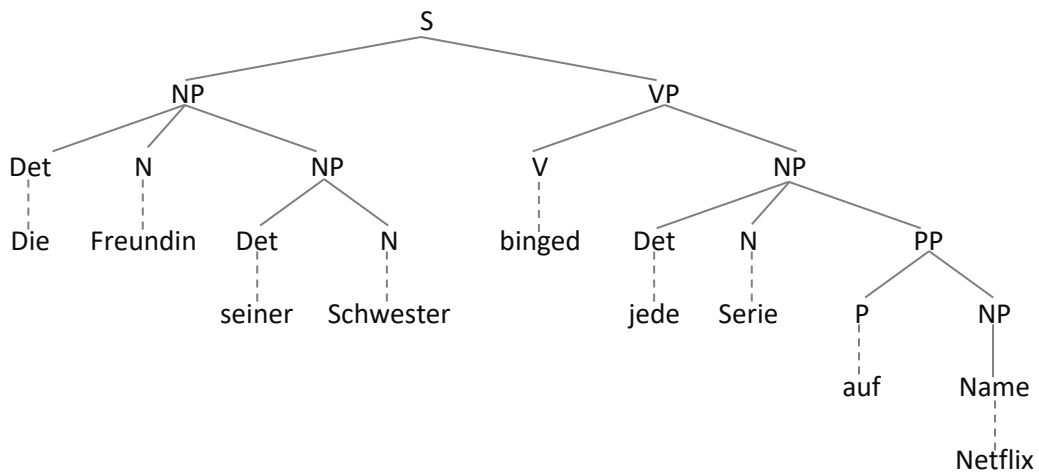 S
NP VP
Det N NP V NP
Die Freundin Det N binged Det N PP
seiner Schwester jede Serie P NP
auf Name
Netflix